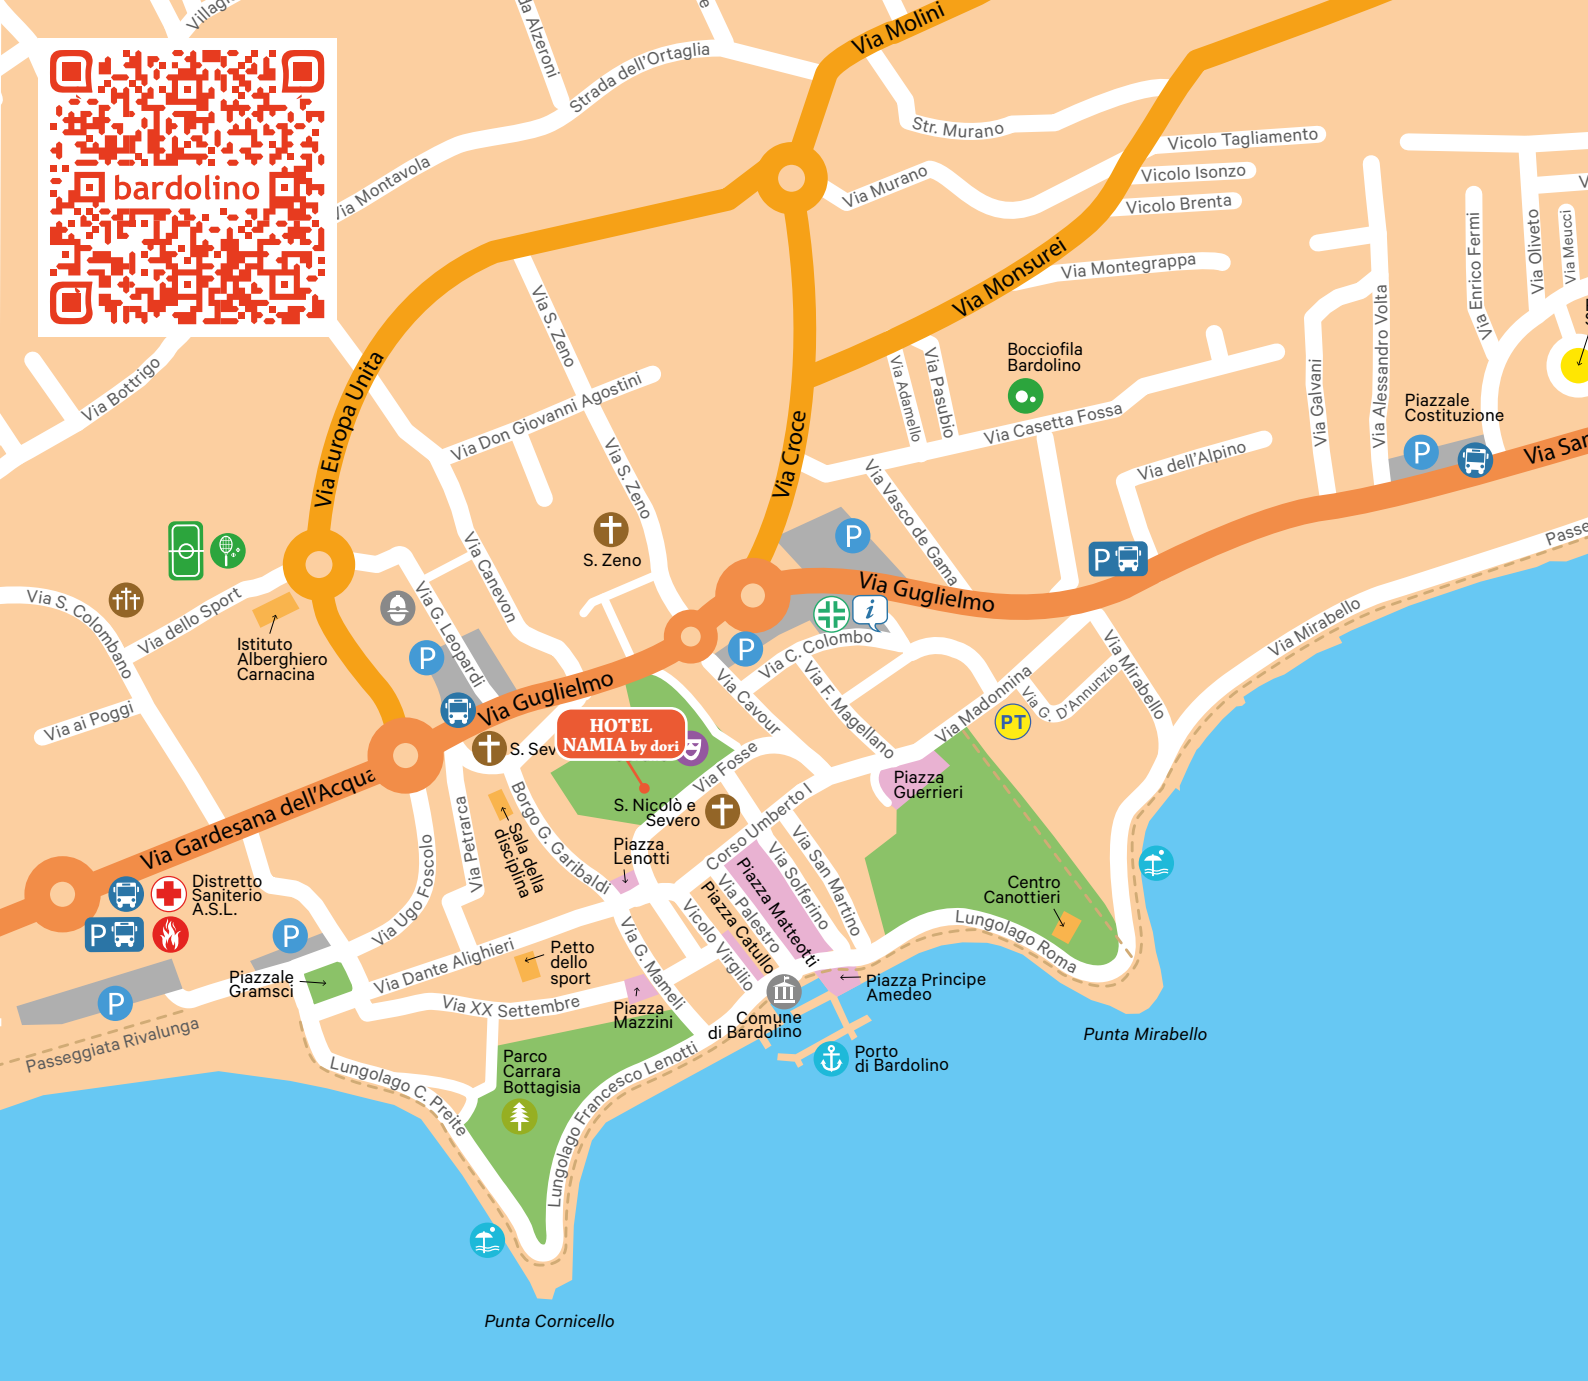 Via Molini
Strada dell'Ortaglia
Str. Murano
Vicolo Tagliamento
Vicolo Isonzo
Vicolo Brenta
Via Murano
Via Montavola
bardolino
Via Monsurei
Via Montegrappa
Via Enrico Fermi
Via Oliveto
Via Meucci
Via S. Zeno
Via Bottrigo
Via Europa Unita
Via Don Giovanni Agostini
Via S. Zeno
Via Croce
Via Adamello
Via Pasubio
Bocciofila
Bardolino
Via Casetta Fossa
Via Galvani
Via Alessandro Volta
Piazzale
Costituzione
P
Via dell'Alpino
Via Vasco de Gama
P
S. Zeno
Via Canevon
P
Via Guglielmo
i
Via S. Colombano
Via dello Sport
Istituto
Alberghiero
Carnacina
Via G. Leopardi
P
P
Via C. Colombo
Via F. Magellano
Via Mirabello
Via Mirabello
Via Madonnina
Via G. D'Annunzio
PT
Via ai Poggi
Via Guglielmo
Via Cavour
HOTEL
NAMIA by dori
Via Fosse
Piazza
Guerrieri
Via Gardesana dell'Acqua
S. Nicolò e
Severo
Corso Umberto I
Borgo G. Garibaldi
Via Petrarca
Sala della
disciplina
Via Ugo Foscolo
Piazza
Lenotti
Via San Martino
Via Solferino
Piazza Matteotti
Via Palestro
Piazza Catullo
Vicolo Virgilio
Centro
Canottieri
Distretto
Saniterio
A.S.L.
P
P
Lungolago Roma
Via G. Mameli
Via Dante Alighieri
P.etto
dello
sport
Piazzale
Gramsci
P
Via XX Settembre
Piazza
Mazzini
Piazza Principe
Amedeo
Comune
di Bardolino
Punta Mirabello
Passeggiata Rivalunga
Porto
di Bardolino
Parco
Carrara
Bottagisia
Lungolago C. Preite
Lungolago Francesco Lenotti
Punta Cornicello